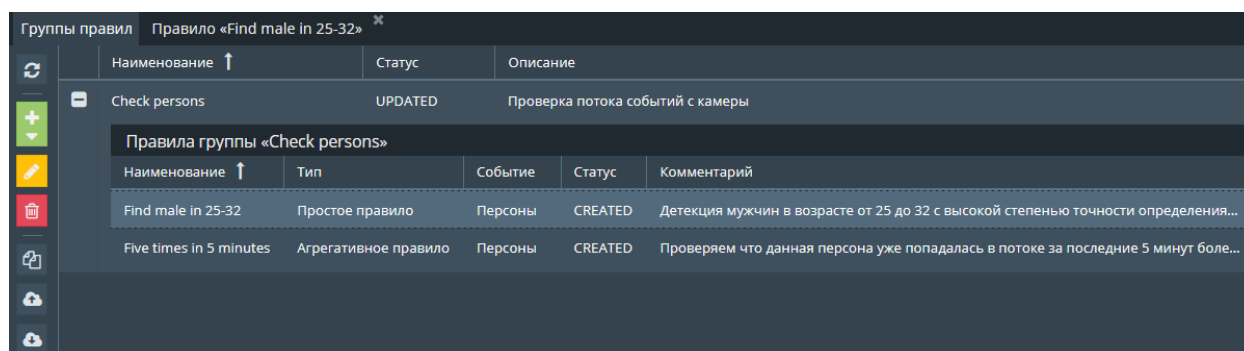 Группы правил Правило «Find male in 25-32»
Наименование Статус Описание
Check persons UPDATED Проверка потока событий с камеры
Правила группы «Check persons»
Наименование Тип Событие Статус Комментарий
Find male in 25-32 Простое правило Персоны CREATED Детекция мужчин в возрасте от 25 до 32 с высокой степенью точности определения...
Five times in 5 minutes Агрегативное правило Персоны CREATED Проверяем что данная персона уже попадалась в потоке за последние 5 минут боле...